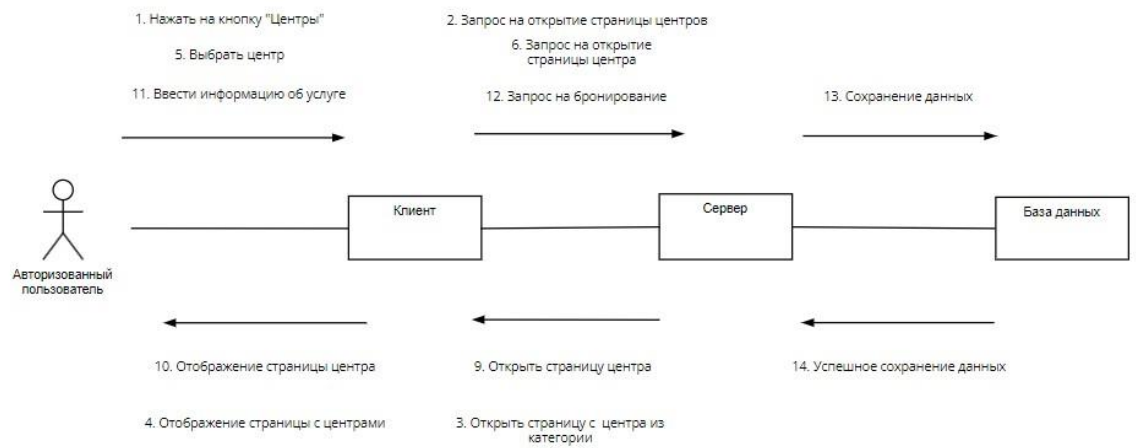 1. Нажать на кнопку "Центры"
2. Запрос на открытие страницы центров
5. Выбрать центр
6. Запрос на открытие
страницы центра
11. Ввести информацию об услуге
12. Запрос на бронирование
13. Сохранение данных
Клиент
Сервер
База данных
Авторизованный
пользователь
10. Отображение страницы центра
9. Открыть страницу центра
14. Успешное сохранение данных
4. Отображение страницы с центрами
3. Открыть страницу с центра из
категории